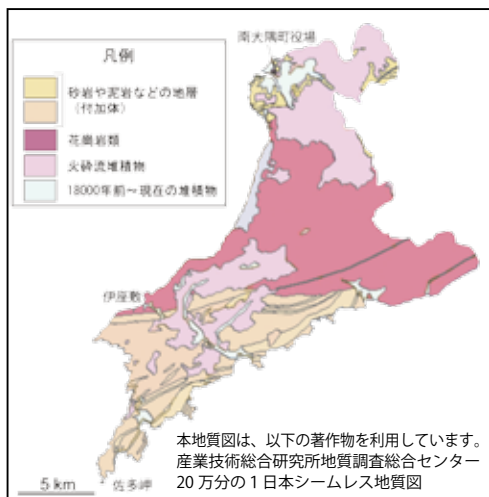 南大隅町役場
凡例
砂岩や泥岩などの地層
（付加体）
花崗岩類
火砕流堆積物
18000年前～現在の堆積物
伊座敷
本地質図は、以下の著作物を利用しています。
産業技術総合研究所地質調査総合センター
20 万分の 1 日本シームレス地質図
5 km
佐多岬